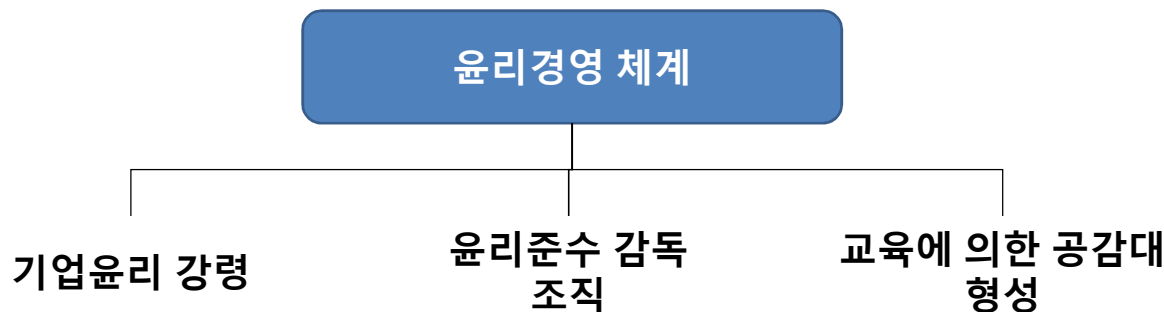 윤리경영 체계
기업윤리 강령
윤리준수 감독
조직
교육에 의한 공감대
형성